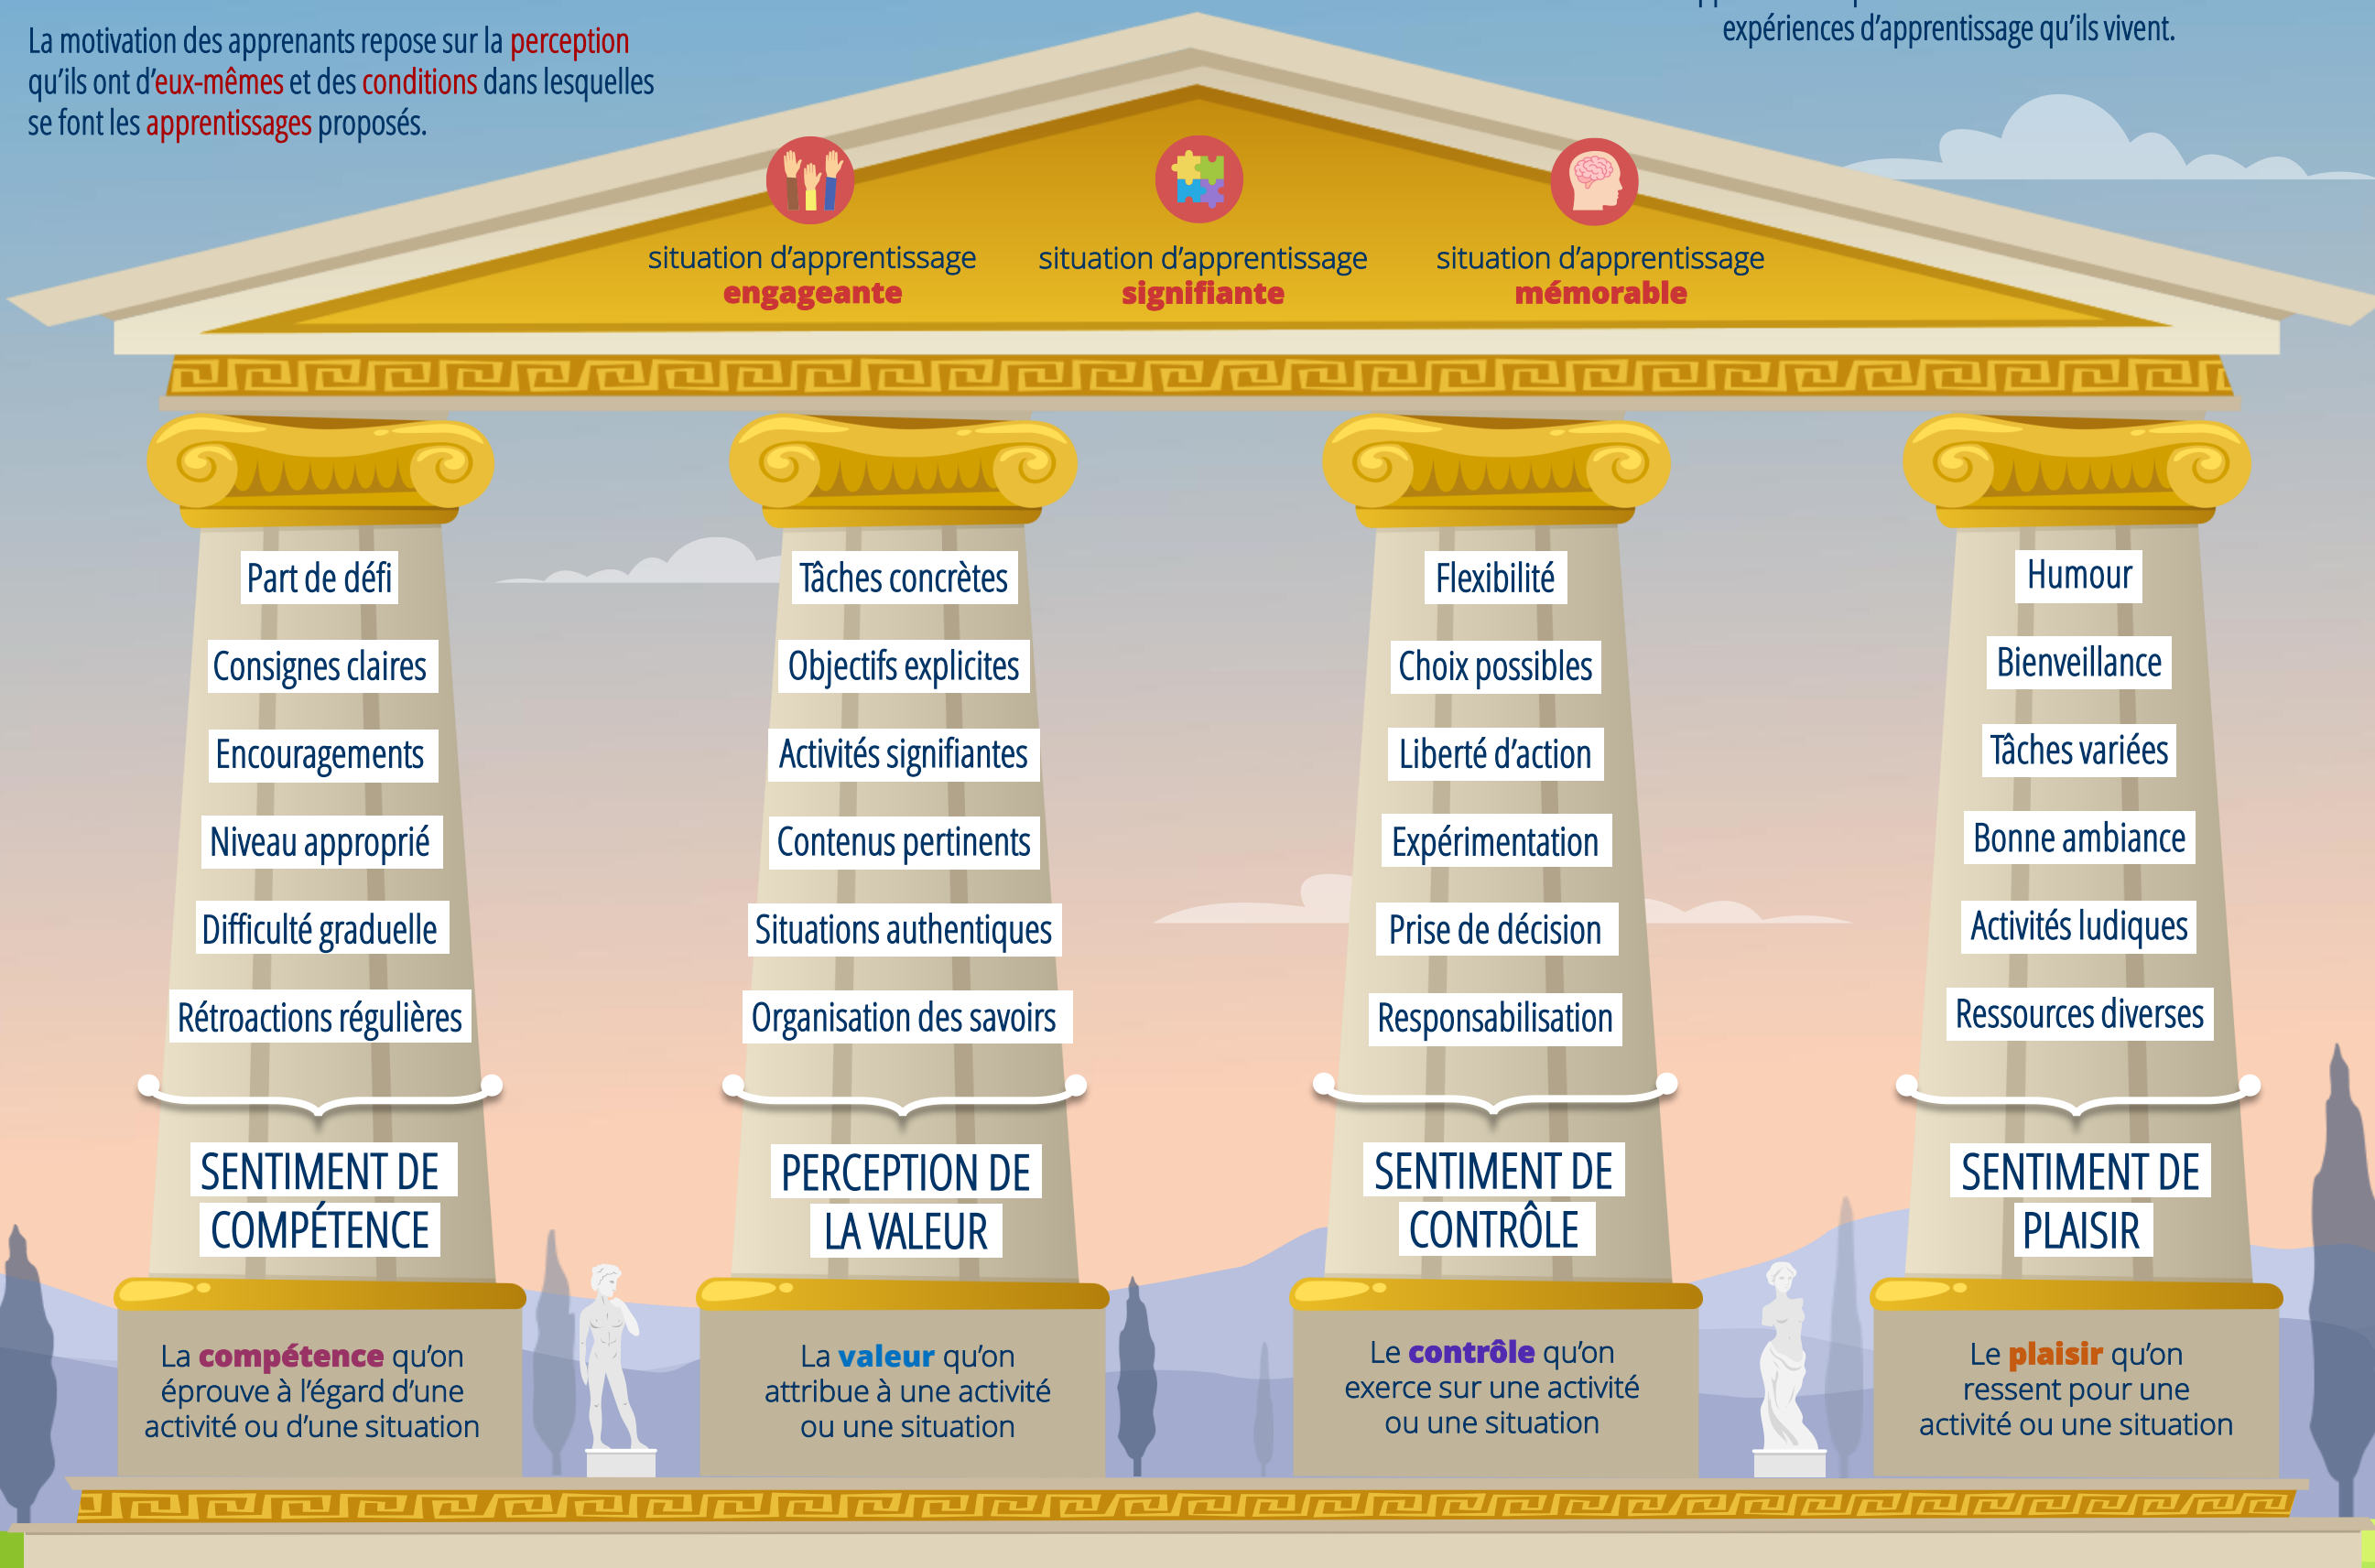 La motivation des apprenants repose sur la perception
qu'ils ont d'eux-mêmes et des conditions dans lesquelles
se font les apprentissages proposés.
expériences d'apprentissage qu'ils vivent.
situation d'apprentissage
engageante
situation d'apprentissage
signifiante
situation d'apprentissage
mémorable
Part de défi
Consignes claires
Encouragements
Niveau approprié
Difficulté graduelle
Rétroactions régulières
SENTIMENT DE
COMPÉTENCE
La compétence qu'on
éprouve à l'égard d'une
activité ou d'une situation
Tâches concrètes
Objectifs explicites
Activités signifiantes
Contenus pertinents
Situations authentiques
Organisation des savoirs
PERCEPTION DE
LA VALEUR
La valeur qu'on
attribue à une activité
ou une situation
Flexibilité
Choix possibles
Liberté d'action
Expérimentation
Prise de décision
Responsabilisation
SENTIMENT DE
CONTRÔLE
Le contrôle qu'on
exerce sur une activité
ou une situation
Humour
Bienveillance
Tâches variées
Bonne ambiance
Activités ludiques
Ressources diverses
SENTIMENT DE
PLAISIR
Le plaisir qu'on
ressent pour une
activité ou une situation